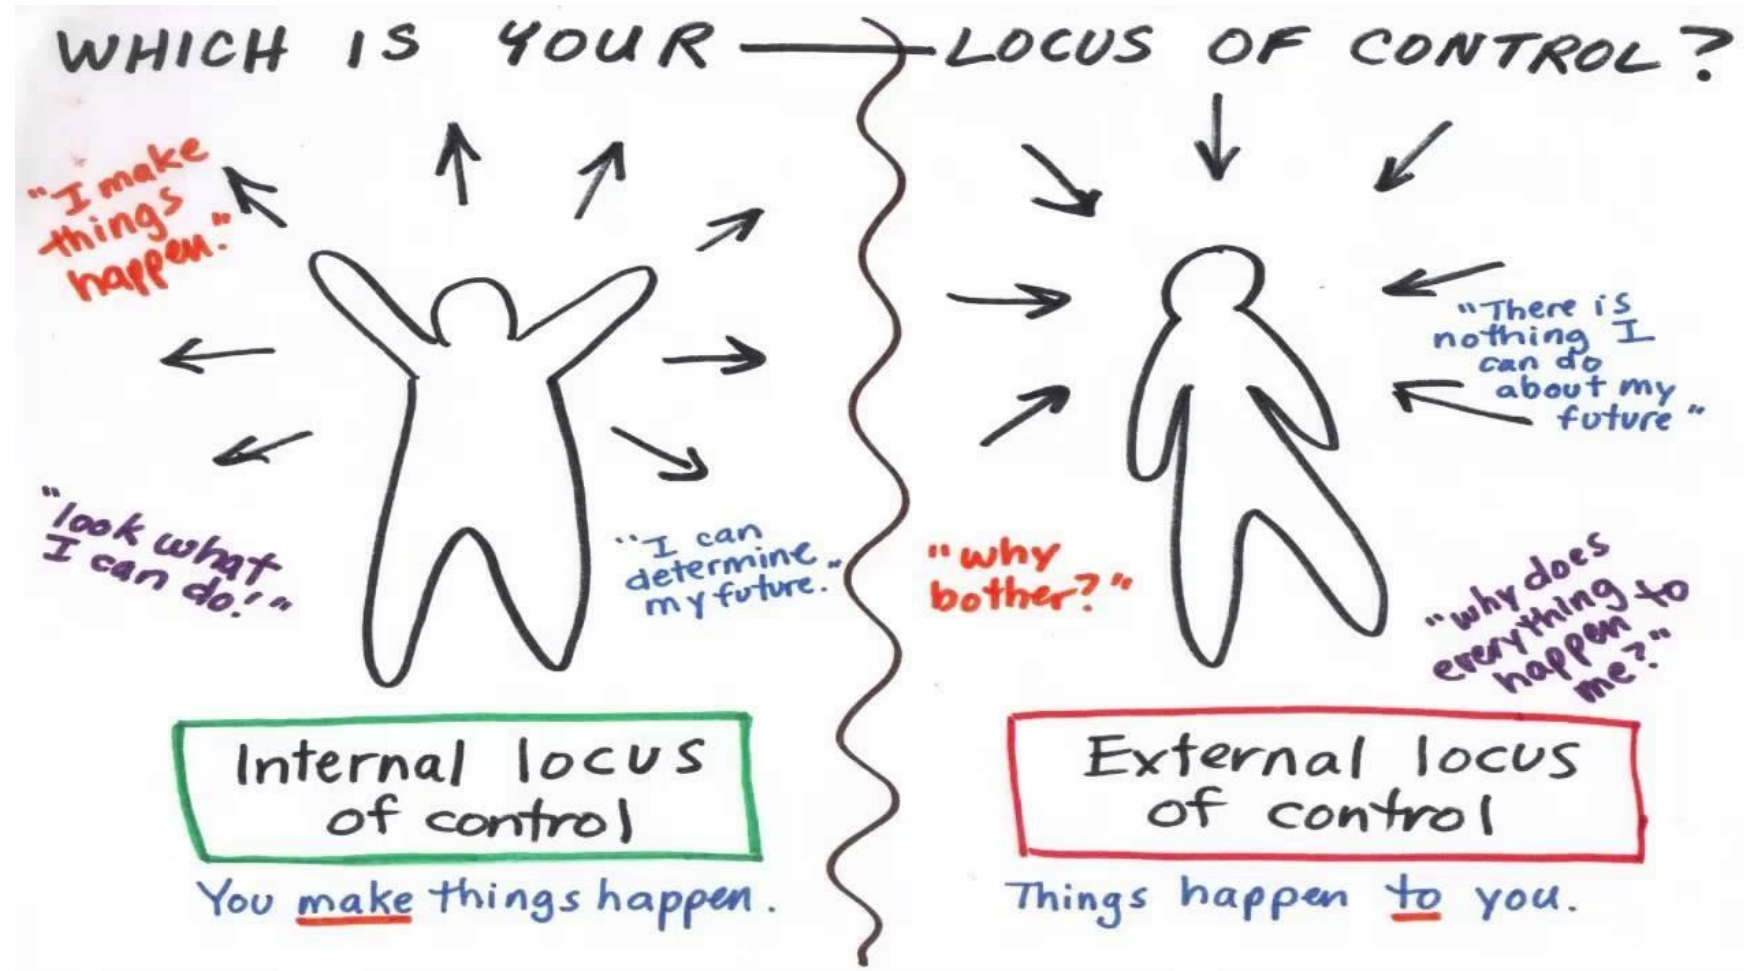 WHICH IS YOUR — LOCUS OF CONTROL?
"I make
things
happen."
"look what
I can do!"
"I can
determine
my future."
Internal locus
of control
You make things happen.
"There is
nothing I
can do
about my
future"
"why
bother?"
"why does
everything to
happen
me?"
External locus
of control
Things happen to you.